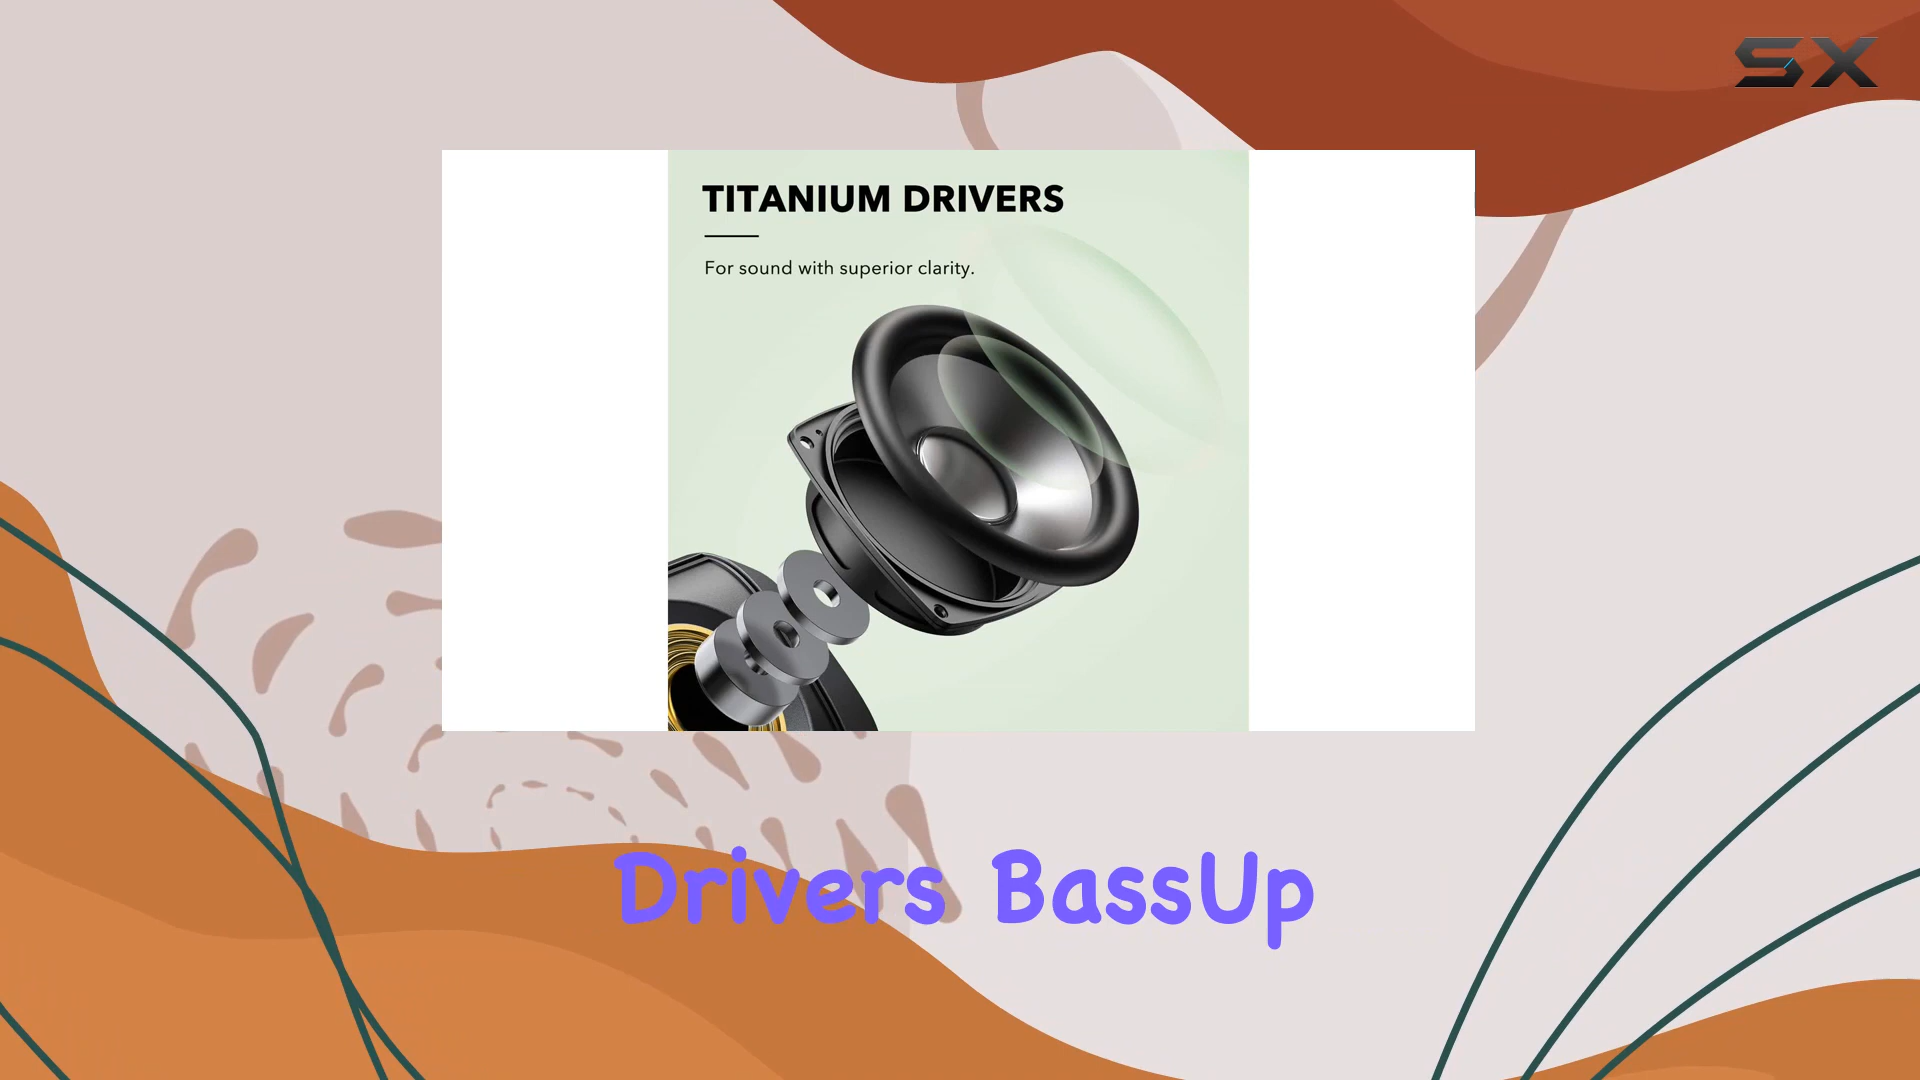 SX
TITANIUM DRIVERS
For sound with superior clarity.
Drivers BassUp